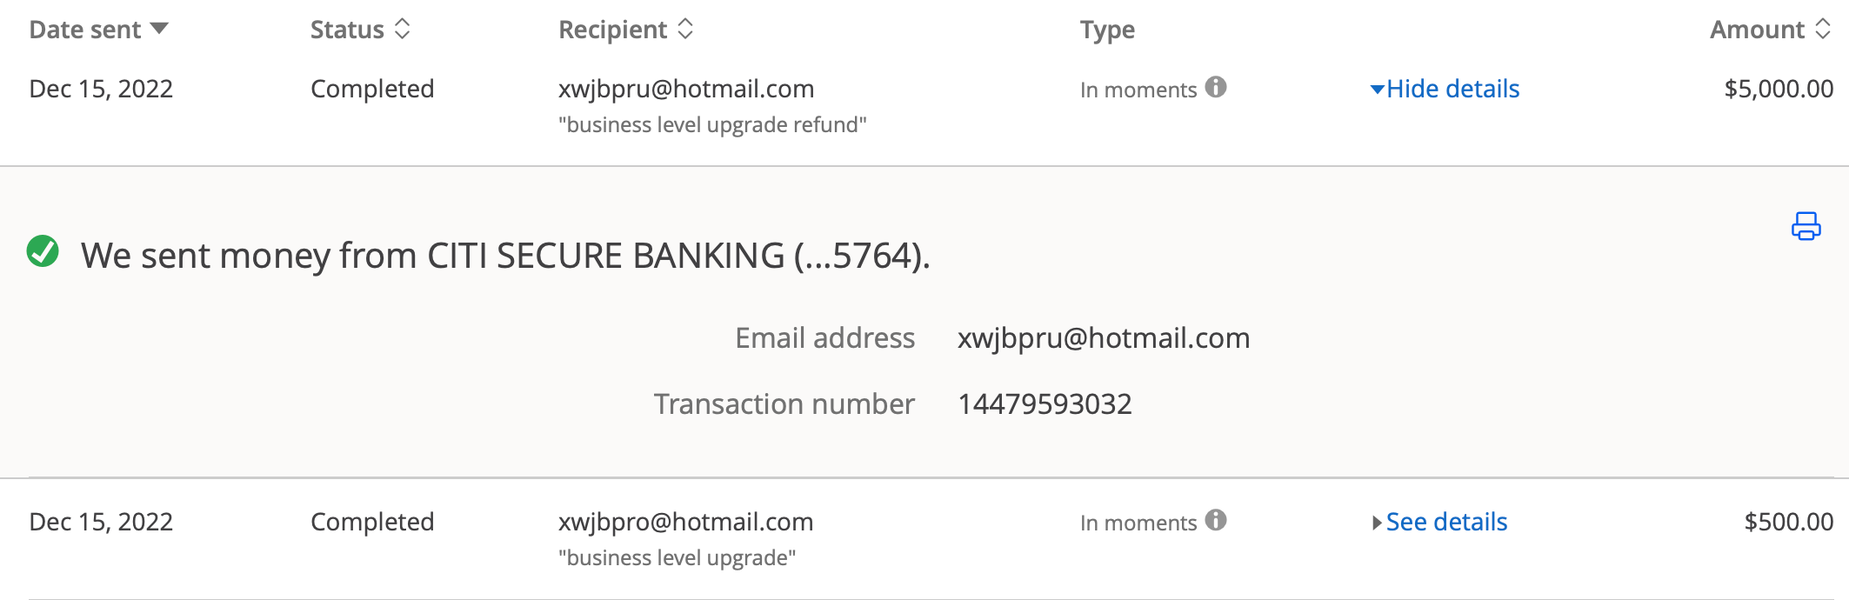 Date sent Status Recipient Type Amount
Dec 15, 2022 Completed xwjbpru@hotmail.com In moments Hide details $5,000.00
"business level upgrade refund"
We sent money from CITI SECURE BANKING (...5764).
Email address xwjbpru@hotmail.com
Transaction number 14479593032
Dec 15, 2022 Completed xwjbpro@hotmail.com In moments See details $500.00
"business level upgrade"